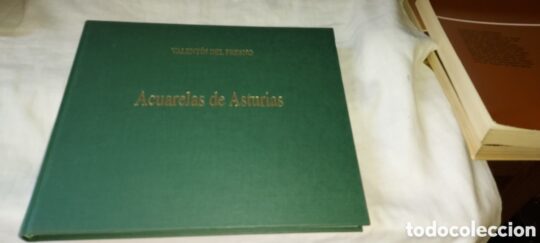 VALENTÍN DEL FRESNO
Acuarelas de Asturias
todocoleccion